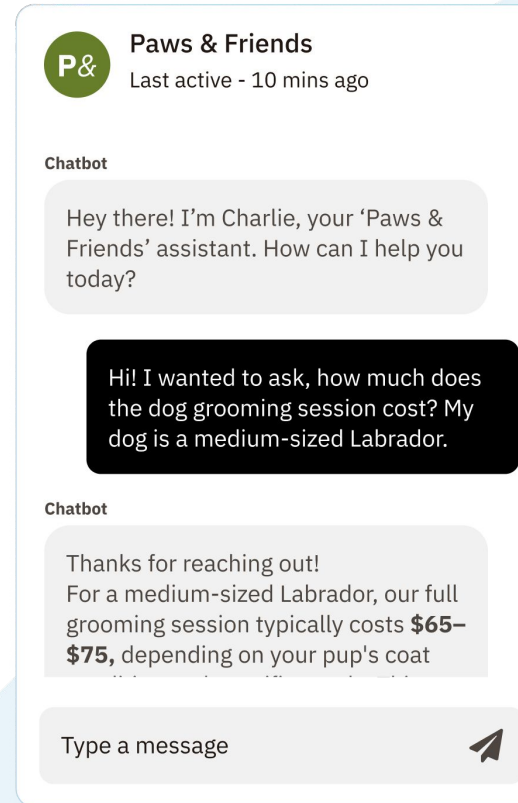 P&
Paws & Friends
Last active - 10 mins ago
Chatbot
Hey there! I’m Charlie, your ‘Paws &
Friends’ assistant. How can I help you
today?
Hi! I wanted to ask, how much does
the dog grooming session cost? My
dog is a medium-sized Labrador.
Chatbot
Thanks for reaching out!
For a medium-sized Labrador, our full
grooming session typically costs $65–
$75, depending on your pup's coat
Type a message